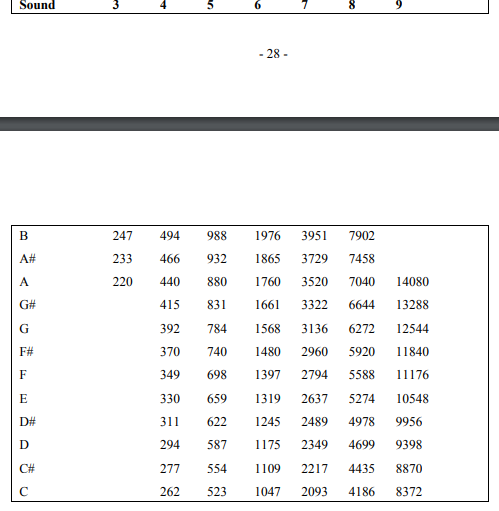 Sound 3 4 5 6 7 8 9
- 28 -
B 247 494 988 1976 3951 7902
A# 233 466 932 1865 3729 7458
A 220 440 880 1760 3520 7040 14080
G# 415 831 1661 3322 6644 13288
G 392 784 1568 3136 6272 12544
F# 370 740 1480 2960 5920 11840
F 349 698 1397 2794 5588 11176
E 330 659 1319 2637 5274 10548
D# 311 622 1245 2489 4978 9956
D 294 587 1175 2349 4699 9398
C# 277 554 1109 2217 4435 8870
C 262 523 1047 2093 4186 8372